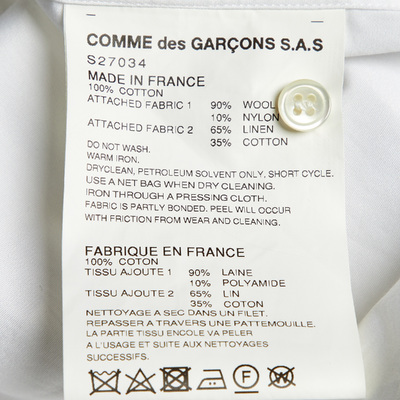 COMME des GARÇONS S.A.S
S27034
MADE IN FRANCE
100% COTTON
ATTACHED FABRIC 1 90% WOOL
10% NYLON
ATTACHED FABRIC 2 65% LINEN
35% COTTON
DO NOT WASH.
WARM IRON.
DRYCLEAN, PETROLEUM SOLVENT ONLY. SHORT CYCLE.
USE A NET BAG WHEN DRY CLEANING.
IRON THROUGH A PRESSING CLOTH.
FABRIC IS PARTLY BONDED. PEEL WILL OCCUR
WITH FRICTION FROM WEAR AND CLEANING.
FABRIQUE EN FRANCE
100% COTON
TISSU AJOUTE 1 90% LAINE
10% POLYAMIDE
TISSU AJOUTE 2 65% LIN
35% COTON
NETTOYAGE A SEC DANS UN FILET.
REPASSER A TRAVERS UNE PATTEMOUILLE.
LA PARTIE TISSU ENCOLE VA PELER
A L'USAGE ET SUITE AUX NETTOYAGES
SUCCESSIFS.
F W